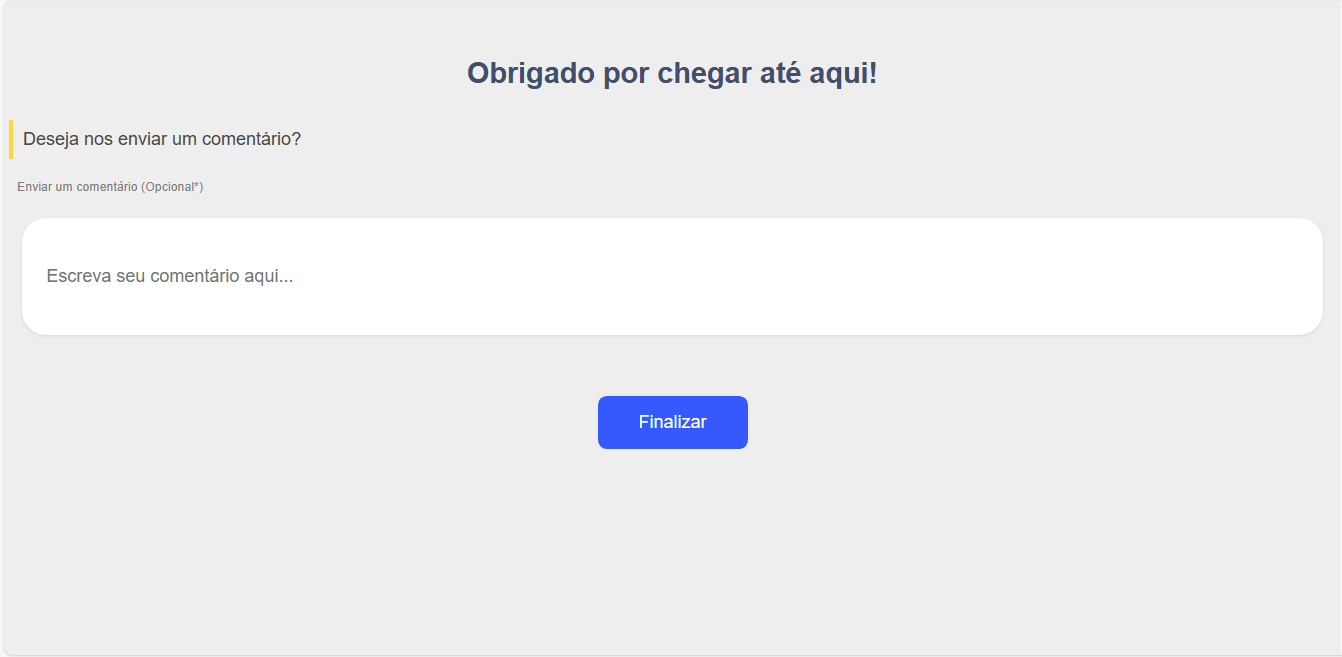 Obrigado por chegar até aqui!
Deseja nos enviar um comentário?
Enviar um comentário (Opcional*)
Escreva seu comentário aqui...
Finalizar